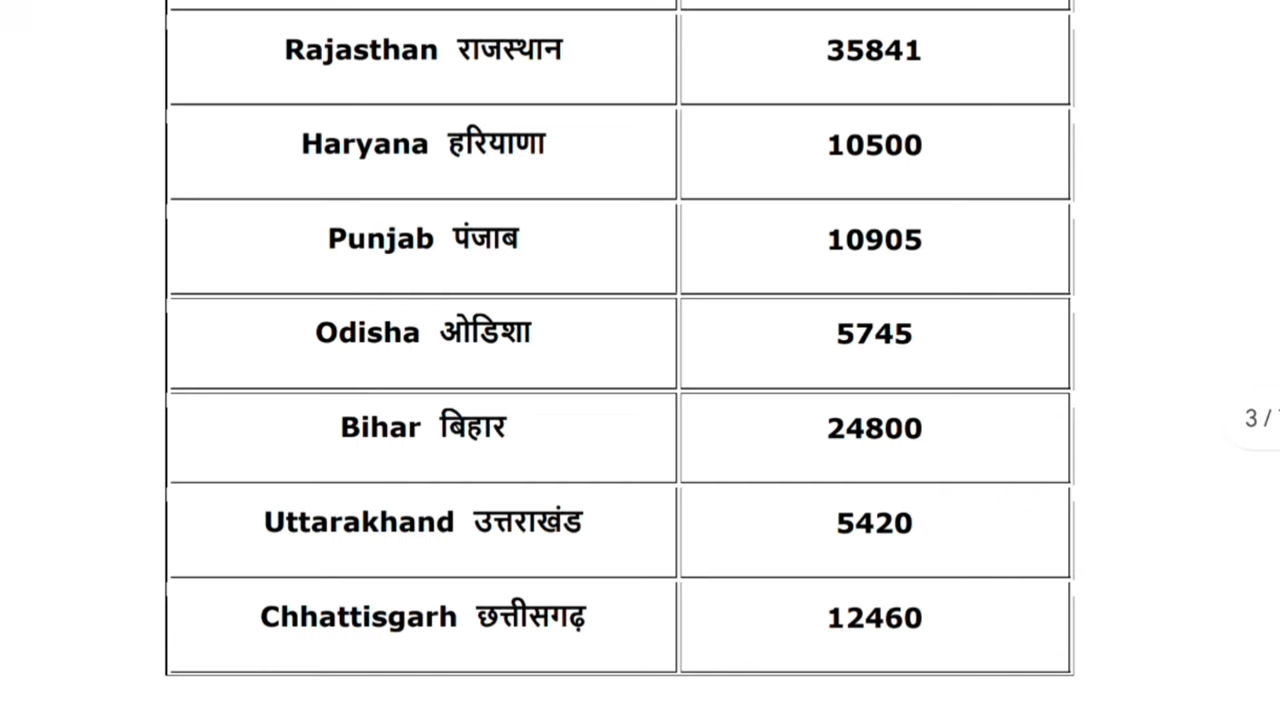 Rajasthan राजस्थान 35841
Haryana हरियाणा 10500
Punjab पंजाब 10905
Odisha ओडिशा 5745
Bihar बिहार 24800
Uttarakhand उत्तराखंड 5420
3 /
Chhattisgarh छत्तीसगढ़ 12460